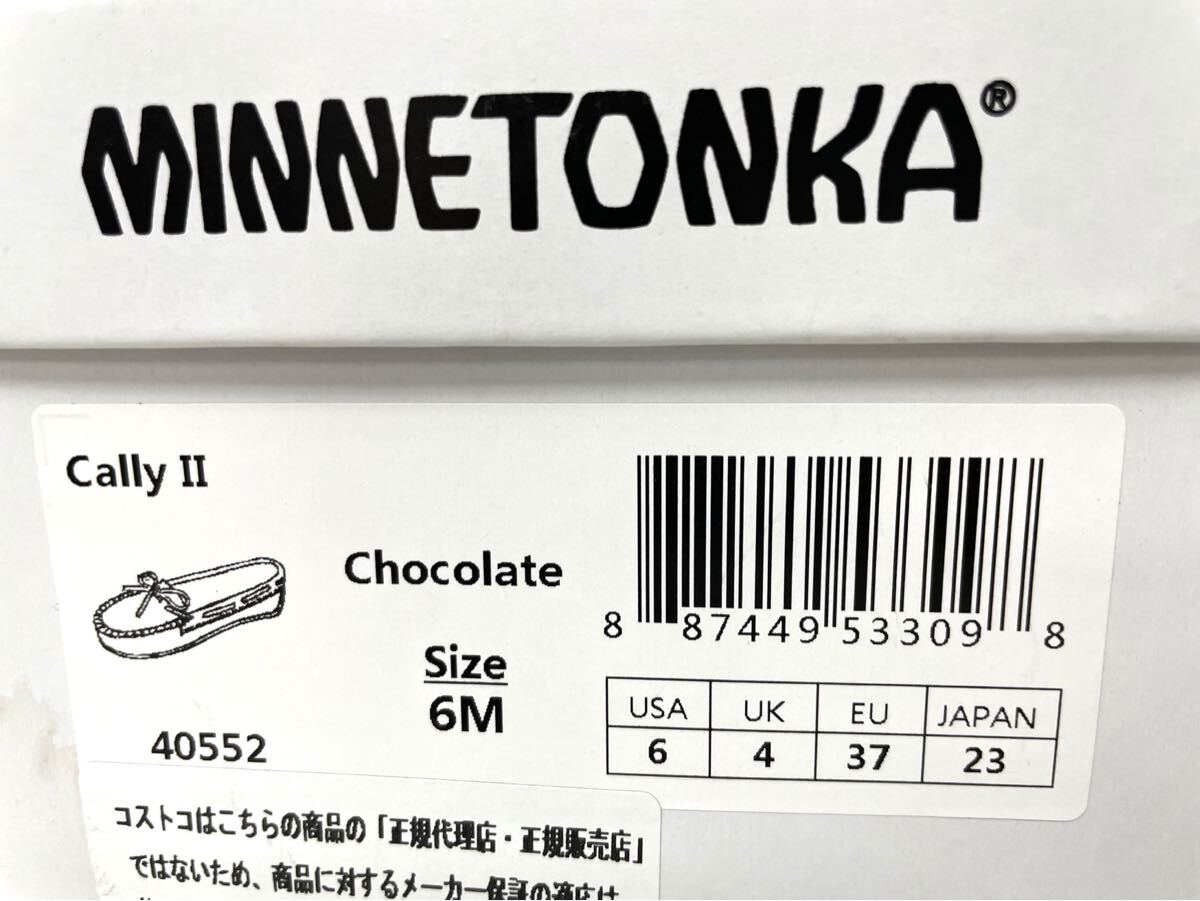 MINNETONKA®
Cally II
Chocolate
Size
6M
40552
8 87449 53309 8
USA UK EU JAPAN
6 4 37 23
コストコはこちらの商品の「正規代理店・正規販売店」
ではないため、商品に対するメーカー保証の適応は